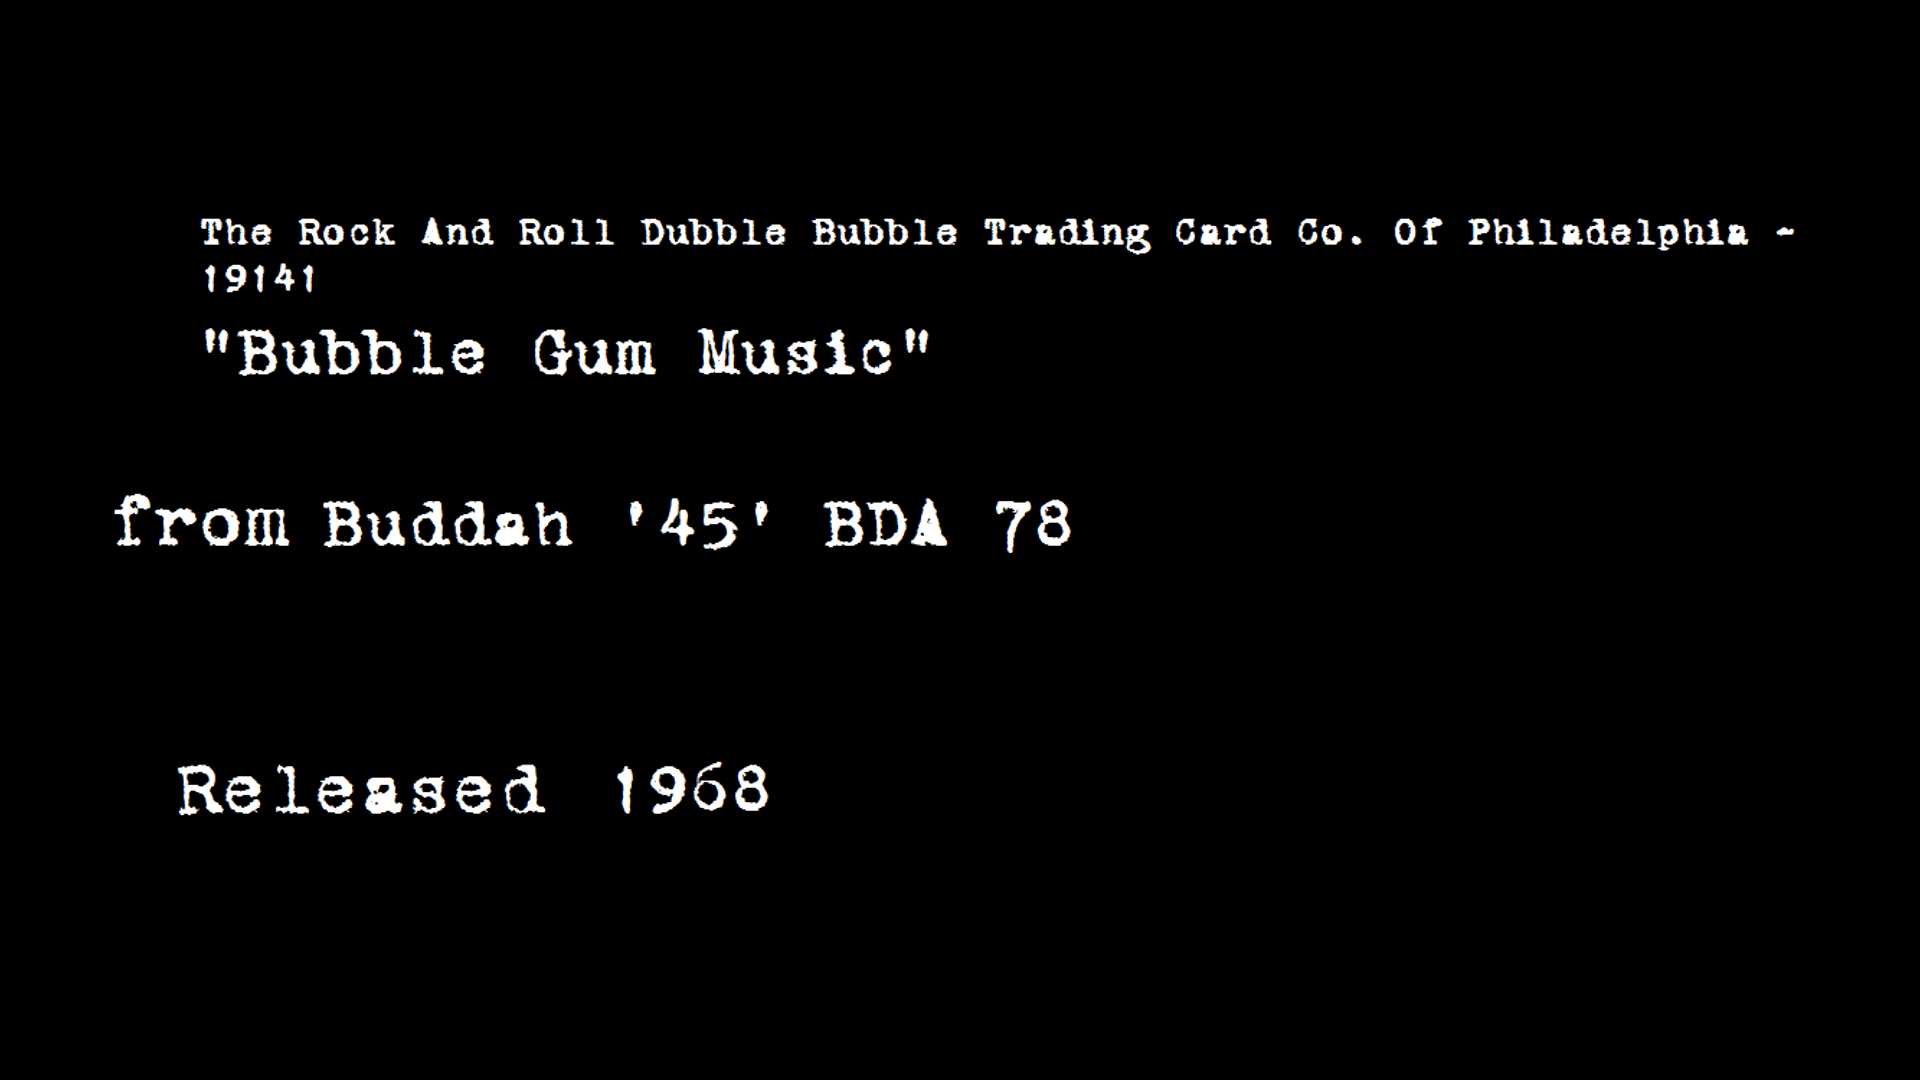 The Rock And Roll Dubble Bubble Trading Card Co. Of Philadelphia -
19141
"Bubble Gum Music"
from Buddah '45' BDA 78
Released 1968